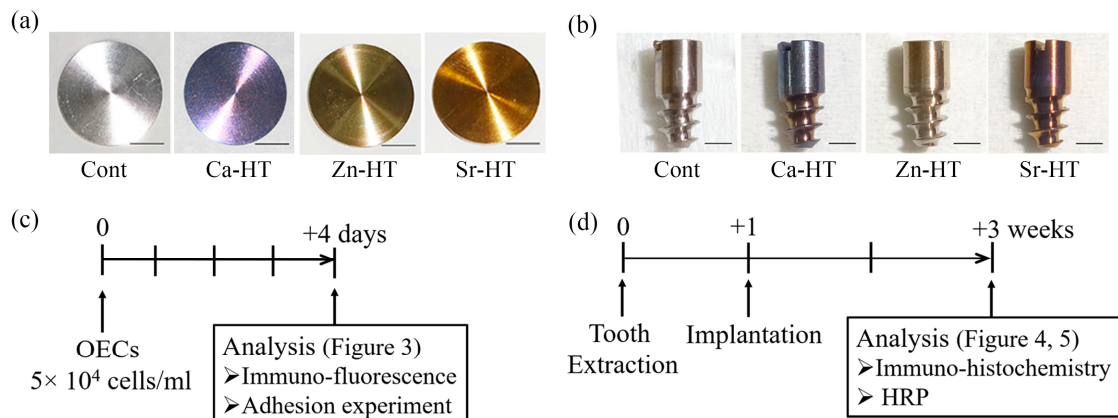 (a)
Cont
Ca-HT
Zn-HT
Sr-HT
(b)
Cont
Ca-HT
Zn-HT
Sr-HT
(c)
0
+4 days
OECs
5× 10⁴ cells/ml
Analysis (Figure 3)
➢Immuno-fluorescence
➢Adhesion experiment
(d)
0
+1
+3 weeks
Tooth
Extraction
Implantation
Analysis (Figure 4, 5)
➢Immuno-histochemistry
➢ HRP